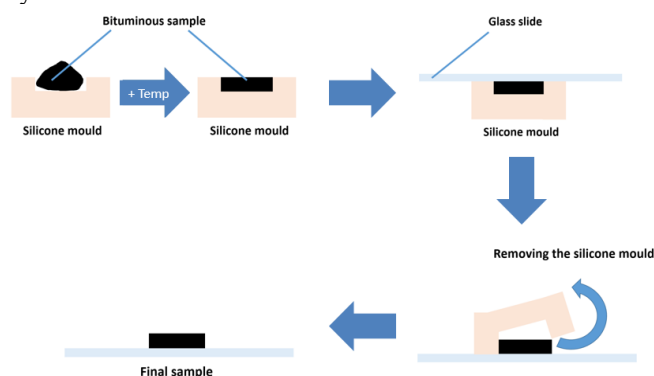 Bituminous sample
Glass slide
+ Temp
Silicone mould
Silicone mould
Silicone mould
Removing the silicone mould
Final sample